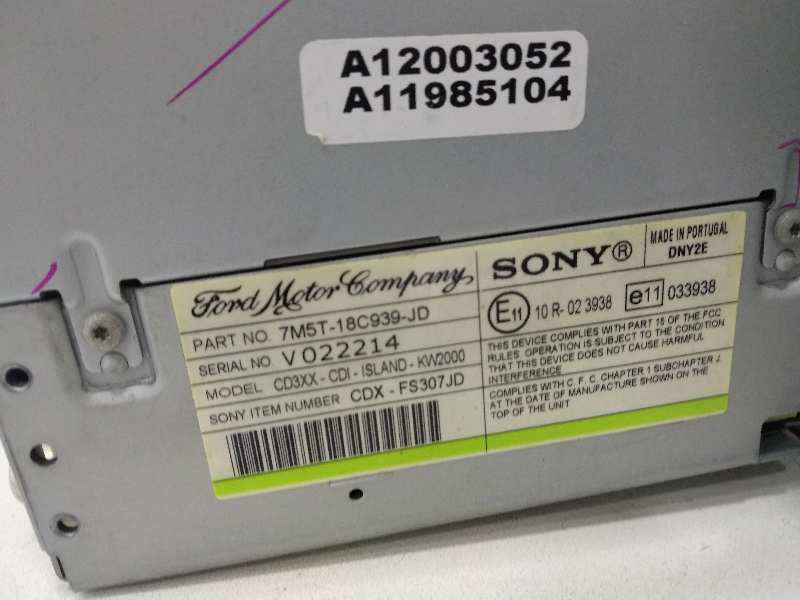 A12003052
A11985104
Ford Motor Company
PART NO. 7M5T-18C939-JD
SERIAL NO. V 022214
MODEL CD3XX - CDI - ISLAND - KW2000
SONY ITEM NUMBER CDX - FS307JD
SONY®
MADE IN PORTUGAL
DNY2E
E11 10 R- 02 3938 e11 033938
THIS DEVICE COMPLIES WITH PART 15 OF THE FCC
RULES. OPERATION IS SUBJECT TO THE CONDITION
THAT THIS DEVICE DOES NOT CAUSE HARMFUL
INTERFERENCE
COMPLIES WITH C. F. C. CHAPTER 1 SUBCHAPTER J.
AT THE DATE OF MANUFACTURE SHOWN ON THE
TOP OF THE UNIT